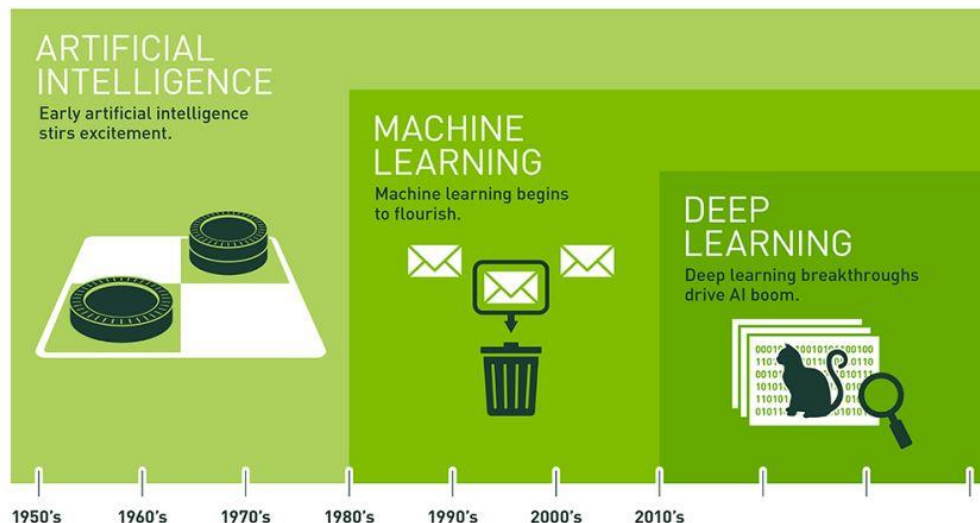 ARTIFICIAL
INTELLIGENCE
Early artificial intelligence
stirs excitement.
MACHINE
LEARNING
Machine learning begins
to flourish.
DEEP
LEARNING
Deep learning breakthroughs
drive AI boom.
1950's 1960's 1970's 1980's 1990's 2000's 2010's